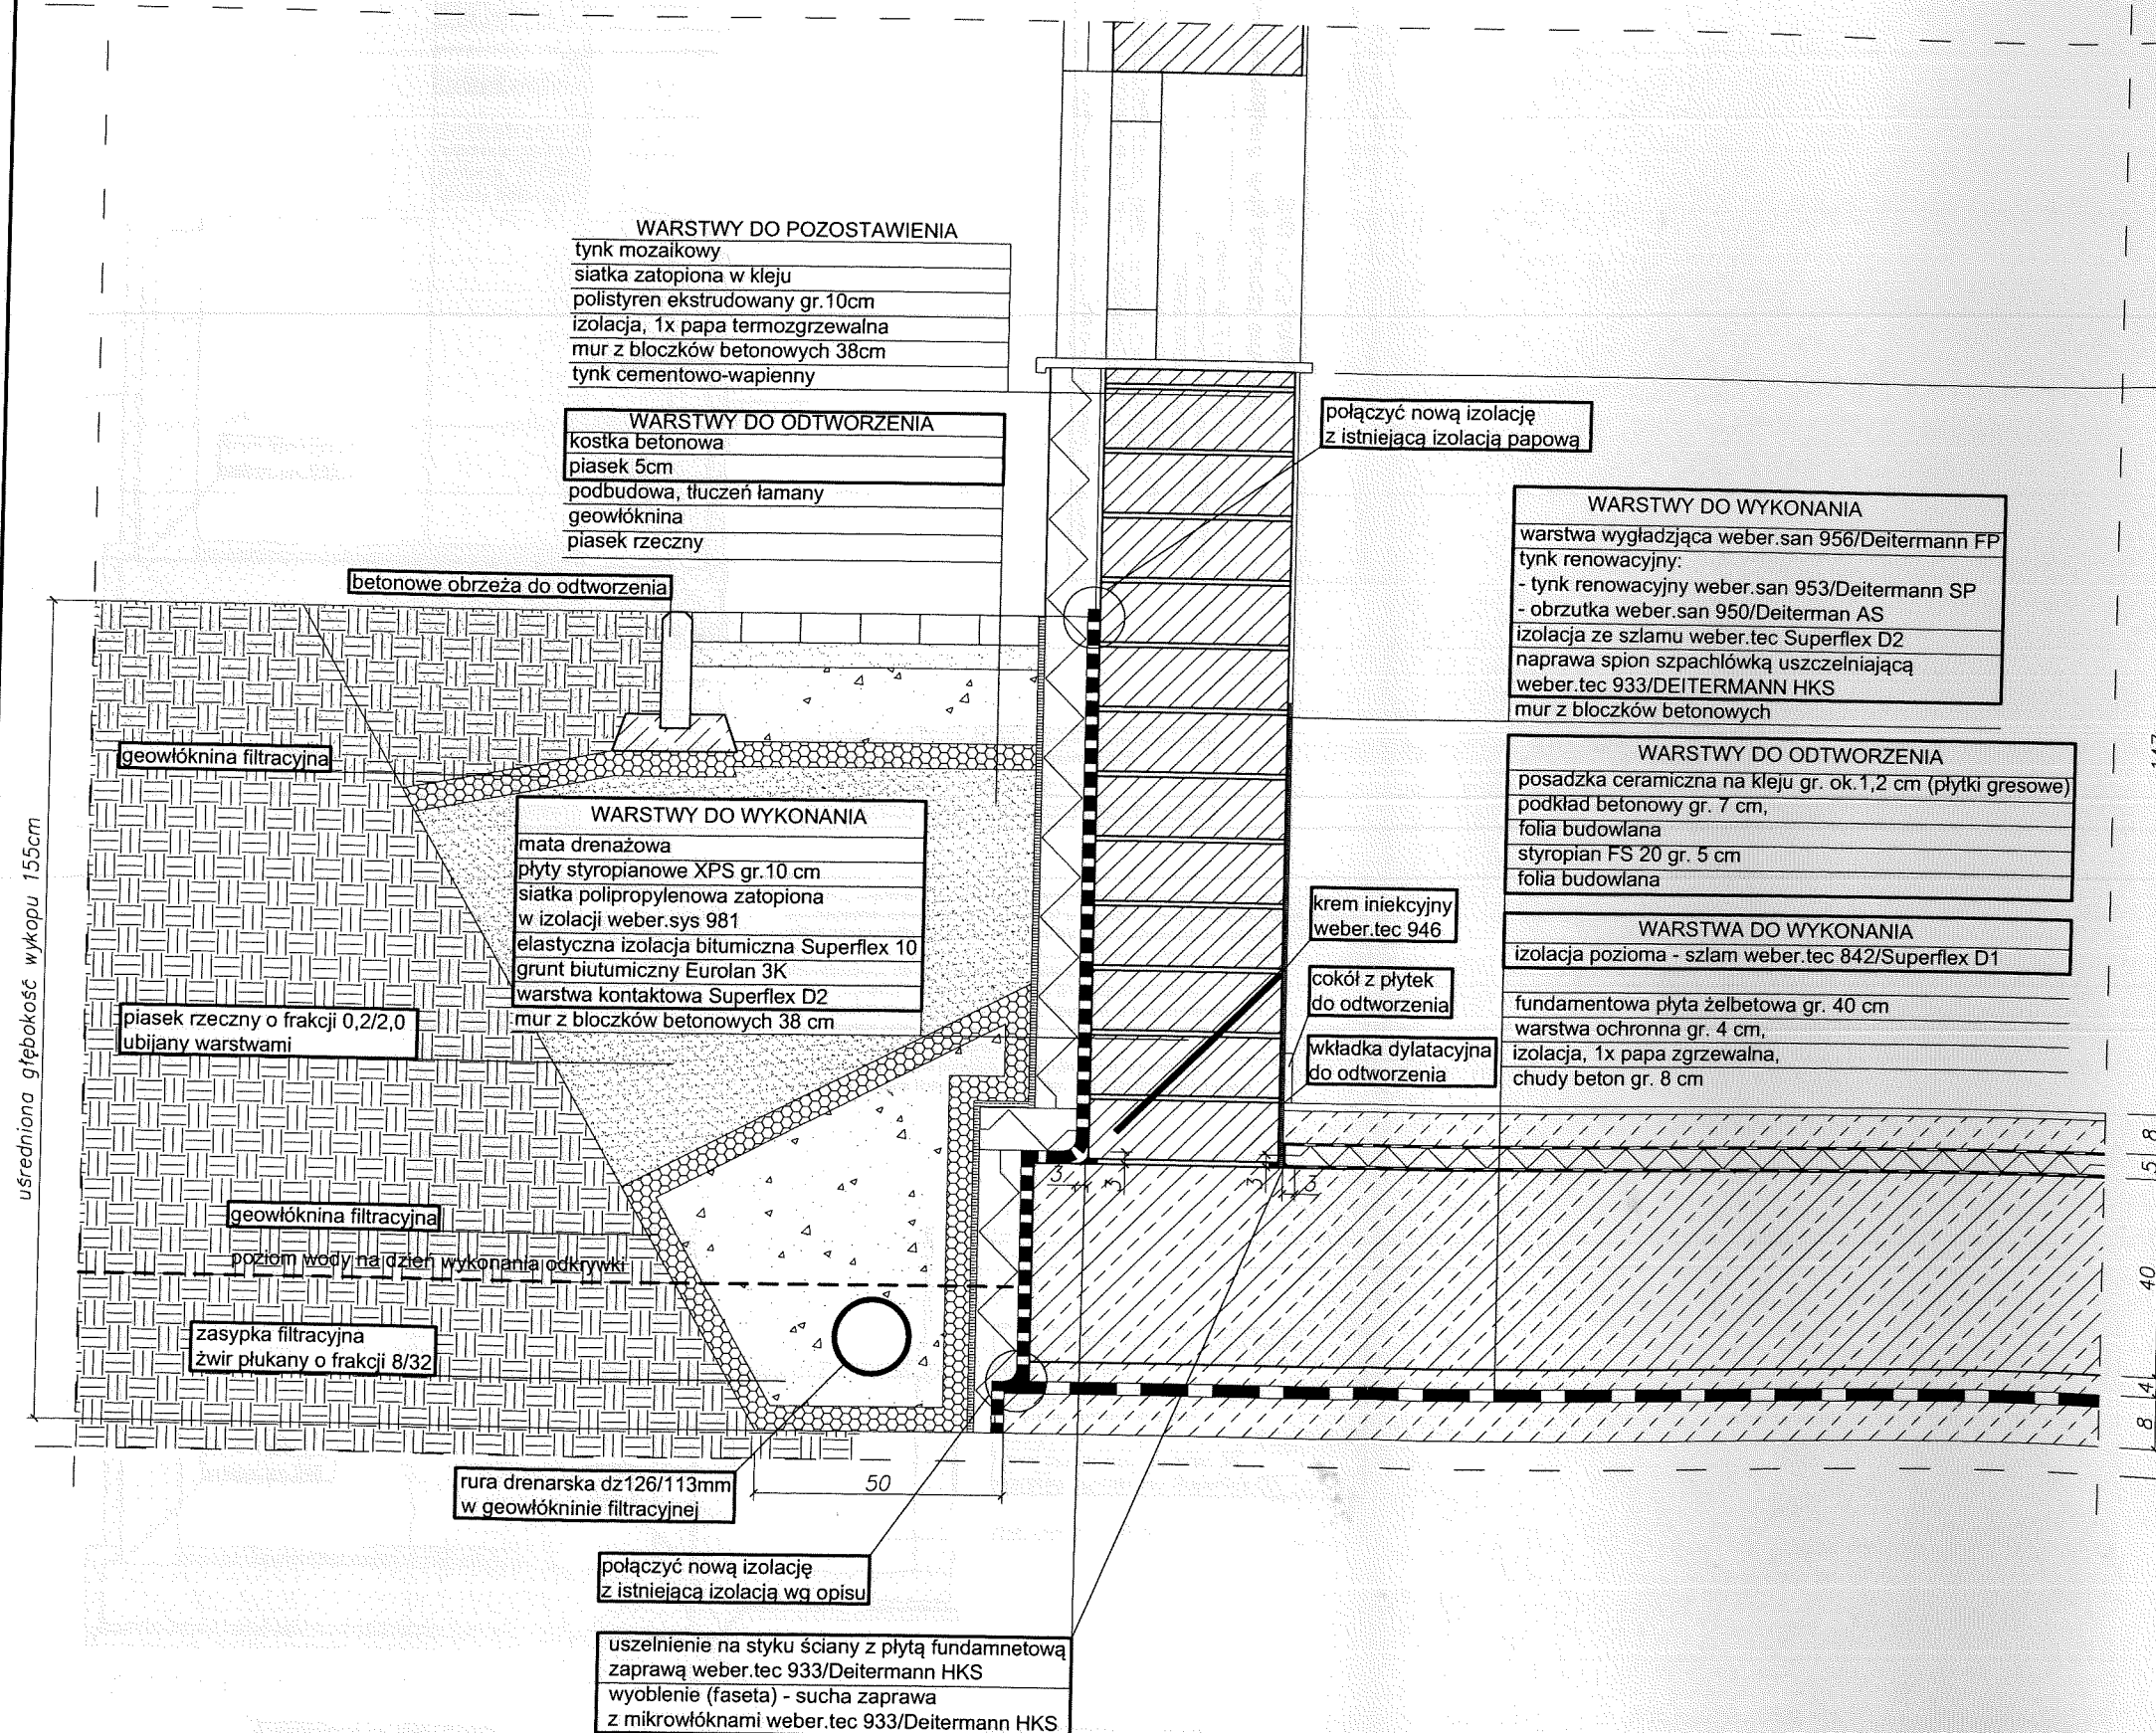 WARSTWY DO POZOSTAWIENIA
tynk mozaikowy
siatka zatopiona w kleju
polistyren ekstrudowany gr.10cm
izolacja, 1x papa termozgrzewalna
mur z bloczków betonowych 38cm
tynk cementowo-wapienny
WARSTWY DO ODTWORZENIA
kostka betonowa
piasek 5cm
podbudowa, tłuczeń łamany
geowłóknina
piasek rzeczny
betonowe obrzeża do odtworzenia
połączyć nową izolację
z istniejącą izolacją papową
WARSTWY DO WYKONANIA
warstwa wygładzjąca weber.san 956/Deitermann FP
tynk renowacyjny:
- tynk renowacyjny weber.san 953/Deitermann SP
- obrzutka weber.san 950/Deiterman AS
izolacja ze szlamu weber.tec Superflex D2
naprawa spion szpachlówką uszczelniającą
weber.tec 933/DEITERMANN HKS
mur z bloczków betonowych
WARSTWY DO ODTWORZENIA
posadzka ceramiczna na kleju gr. ok.1,2 cm (płytki gresowe)
podkład betonowy gr. 7 cm,
folia budowlana
styropian FS 20 gr. 5 cm
folia budowlana
WARSTWA DO WYKONANIA
izolacja pozioma - szlam weber.tec 842/Superflex D1
fundamentowa płyta żelbetowa gr. 40 cm
warstwa ochronna gr. 4 cm,
izolacja, 1x papa zgrzewalna,
chudy beton gr. 8 cm
geowłóknina filtracyjna
WARSTWY DO WYKONANIA
mata drenażowa
płyty styropianowe XPS gr.10 cm
siatka polipropylenowa zatopiona
w izolacji weber.sys 981
elastyczna izolacja bitumiczna Superflex 10
grunt biutumiczny Eurolan 3K
warstwa kontaktowa Superflex D2
mur z bloczków betonowych 38 cm
krem iniekcyjny
weber.tec 946
cokół z płytek
do odtworzenia
wkładka dylatacyjna
do odtworzenia
piasek rzeczny o frakcji 0,2/2,0
ubijany warstwami
uśredniona głębokość wykopu 155cm
geowłóknina filtracyjna
poziom wody na dzień wykonania odkrywki
zasypka filtracyjna
żwir płukany o frakcji 8/32
3
3
3
3
8
5
40
4
8
50
rura drenarska dz126/113mm
w geowłókninie filtracyjnej
połączyć nową izolację
z istniejącą izolacją wg opisu
uszelnienie na styku ściany z płytą fundamnetową
zaprawą weber.tec 933/Deitermann HKS
wyoblenie (faseta) - sucha zaprawa
z mikrowłóknami weber.tec 933/Deitermann HKS